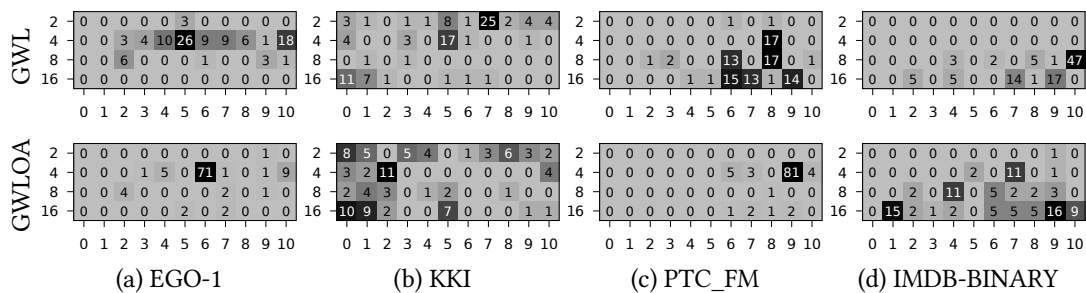 GWL
2 0 0 0 0 0 3 0 0 0 0 0 2 3 1 0 1 1 8 1 25 2 4 4 2 0 0 0 0 0 0 1 0 1 0 0 2 0 0 0 0 0 0 0 0 0 0 0
4 0 0 3 4 10 26 9 9 6 1 18 4 4 0 0 3 0 17 0 0 0 1 0 4 0 0 0 0 0 0 0 0 17 0 0 4 0 0 0 0 0 0 0 0 0 0 0
8 0 0 6 0 0 0 1 0 0 3 1 8 0 1 0 1 0 0 0 0 0 0 0 8 0 0 1 2 0 0 13 0 17 0 1 8 0 0 0 0 3 0 2 0 5 1 47
16 0 0 0 0 0 0 0 0 0 0 0 16 11 7 1 0 1 1 1 1 0 0 0 16 0 0 0 0 1 1 15 13 3 14 0 16 0 0 5 0 5 0 0 14 1 17 0
0 1 2 3 4 5 6 7 8 9 10 0 1 2 3 4 5 6 7 8 9 10 0 1 2 3 4 5 6 7 8 9 10 0 1 2 3 4 5 6 7 8 9 10
GWLOA
2 0 0 0 0 0 0 0 0 0 1 0 2 8 5 0 5 4 0 1 3 6 3 2 2 0 0 0 0 0 0 0 0 0 0 0 2 0 0 0 0 0 0 0 0 0 1 0
4 0 0 0 1 5 0 71 1 0 1 9 4 3 2 11 0 0 0 0 0 0 0 4 4 0 0 0 0 0 0 5 3 0 81 4 4 0 0 0 0 0 2 0 11 0 1 0
8 0 0 4 0 0 0 0 2 0 1 0 8 2 4 3 0 1 2 0 0 1 0 0 8 0 0 0 0 0 0 0 1 0 0 0 8 0 0 2 0 11 0 5 2 2 3 0
16 0 0 0 0 0 2 0 2 0 0 0 16 10 9 2 0 0 7 0 0 0 1 1 16 0 0 0 0 0 0 1 2 1 2 0 16 0 15 2 1 2 0 5 5 5 16 9
0 1 2 3 4 5 6 7 8 9 10 0 1 2 3 4 5 6 7 8 9 10 0 1 2 3 4 5 6 7 8 9 10 0 1 2 3 4 5 6 7 8 9 10
(a) EGO-1 (b) KKI (c) PTC_FM (d) IMDB-BINARY